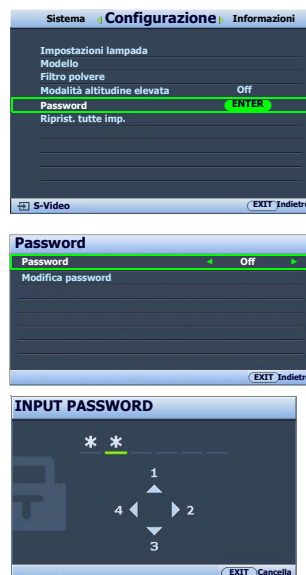 Sistema Configurazione Informazioni
Impostazioni lampada
Modello
Filtro polvere
Modalità altitudine elevata Off
Password ENTER
Riprist. tutte imp.
S-Video EXIT Indietro
Password
Password Off
Modifica password
EXIT Indietro
INPUT PASSWORD
* *
1
4 2
3
EXIT Cancella